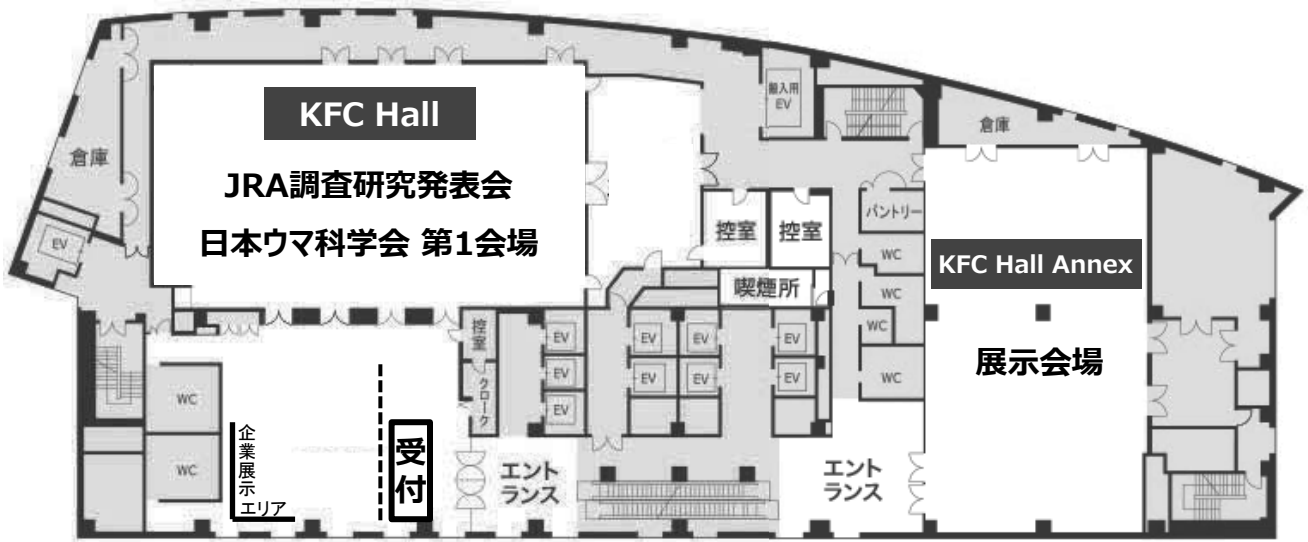 KFC Hall
JRA調査研究発表会
日本ウマ科学会 第1会場
倉庫
EV
搬入用
EV
倉庫
パントリー
控室
控室
喫煙所
WC
WC
WC
WC
KFC Hall Annex
展示会場
控室
クローク
EV
EV
EV
EV
EV
EV
EV
EV
EV
WC
WC
企業展示
エリア
受付
エント
ランス
エント
ランス